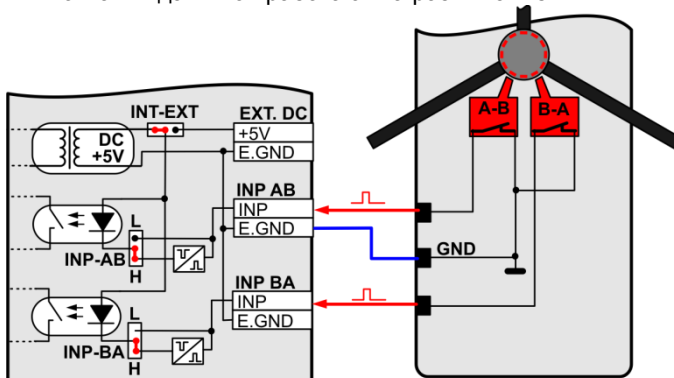 INT-EXT
EXT. DC
DC
+5V
+5V
E.GND
A-B
B-A
INP AB
INP
E.GND
L
INP-AB
H
GND
INP BA
INP
E.GND
L
INP-BA
H